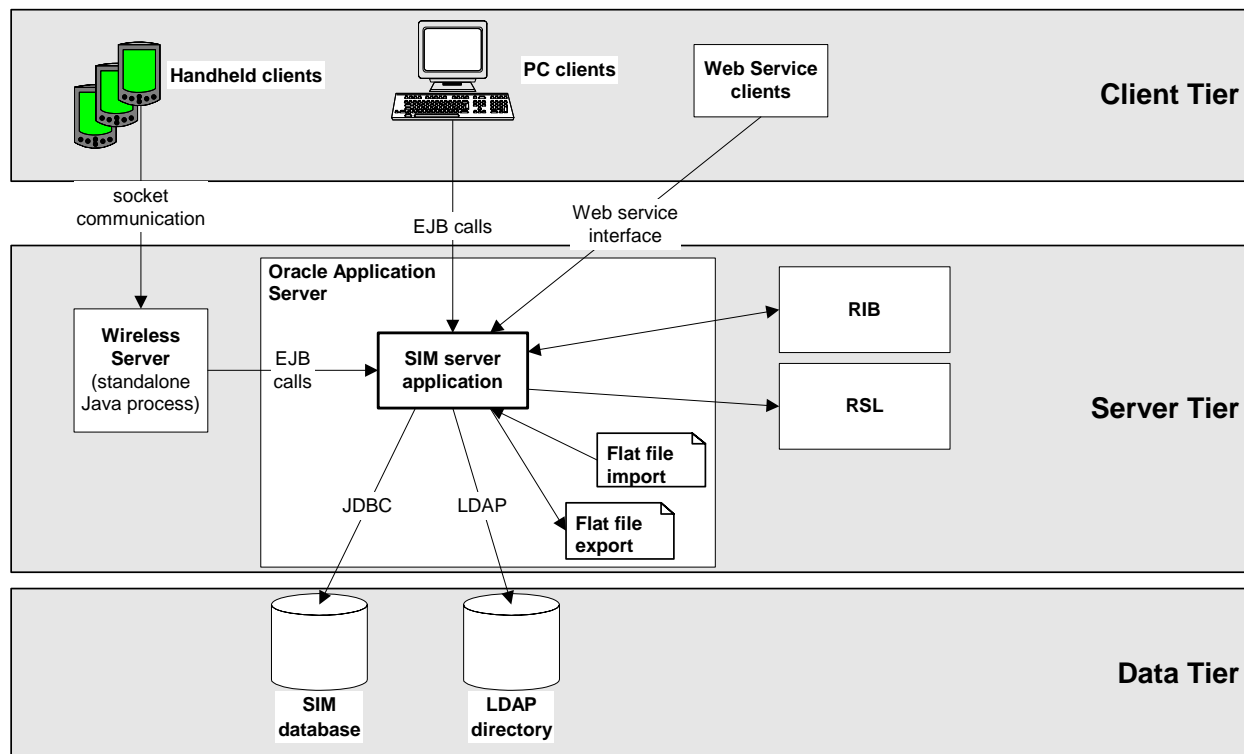 Handheld clients
PC clients
Web Service
clients
Client Tier
socket
communication
EJB calls
Web service
interface
Oracle Application
Server
Wireless
Server
(standalone
Java process)
EJB
calls
SIM server
application
RIB
RSL
Server Tier
Flat file
import
Flat file
export
JDBC
LDAP
SIM
database
LDAP
directory
Data Tier